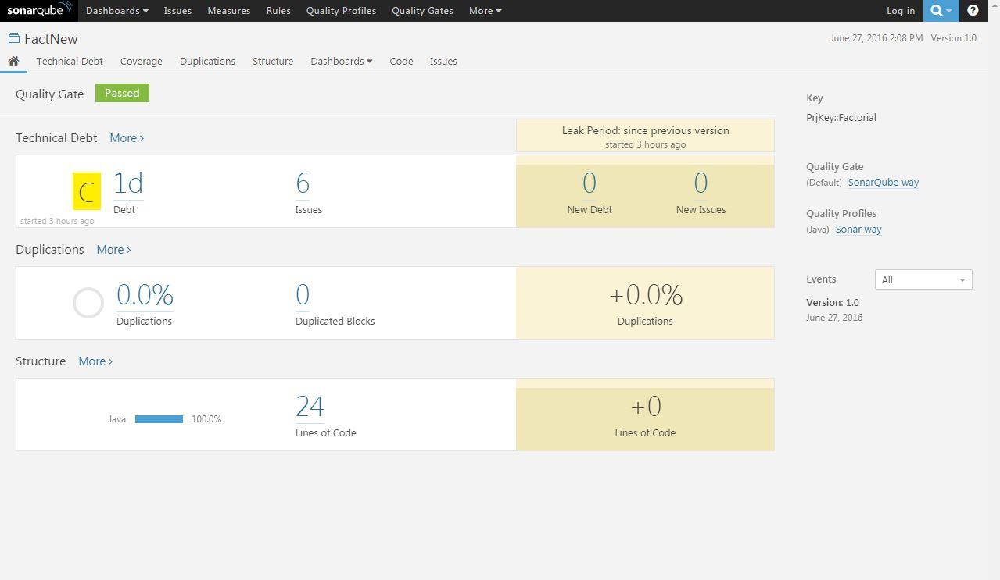 sonarqube Dashboards Issues Measures Rules Quality Profiles Quality Gates More Log in ?
FactNew June 27, 2016 2:08 PM Version 1.0
Technical Debt Coverage Duplications Structure Dashboards Code Issues
Quality Gate Passed
Technical Debt More
Leak Period: since previous version
started 3 hours ago
C 1d 6 0 0
Debt Issues New Debt New Issues
started 3 hours ago
Duplications More
0.0% 0 +0.0%
Duplications Duplicated Blocks Duplications
Structure More
Java 100.0% 24 +0
Lines of Code Lines of Code
Key
PrjKey::Factorial
Quality Gate
(Default) SonarQube way
Quality Profiles
(Java) Sonar way
Events All
Version: 1.0
June 27, 2016